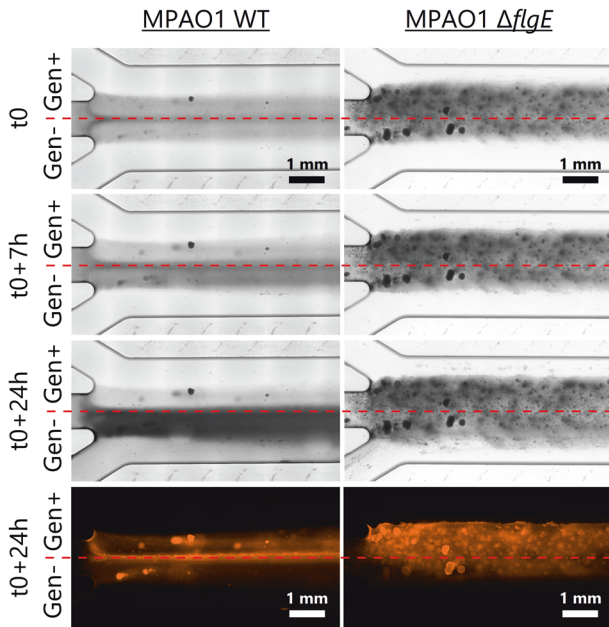 MPAO1 WT
MPAO1 ΔflgE
t0
Gen+
Gen-
1 mm
1 mm
t0+7h
Gen+
Gen-
t0+24h
Gen+
Gen-
t0+24h
Gen+
Gen-
1 mm
1 mm